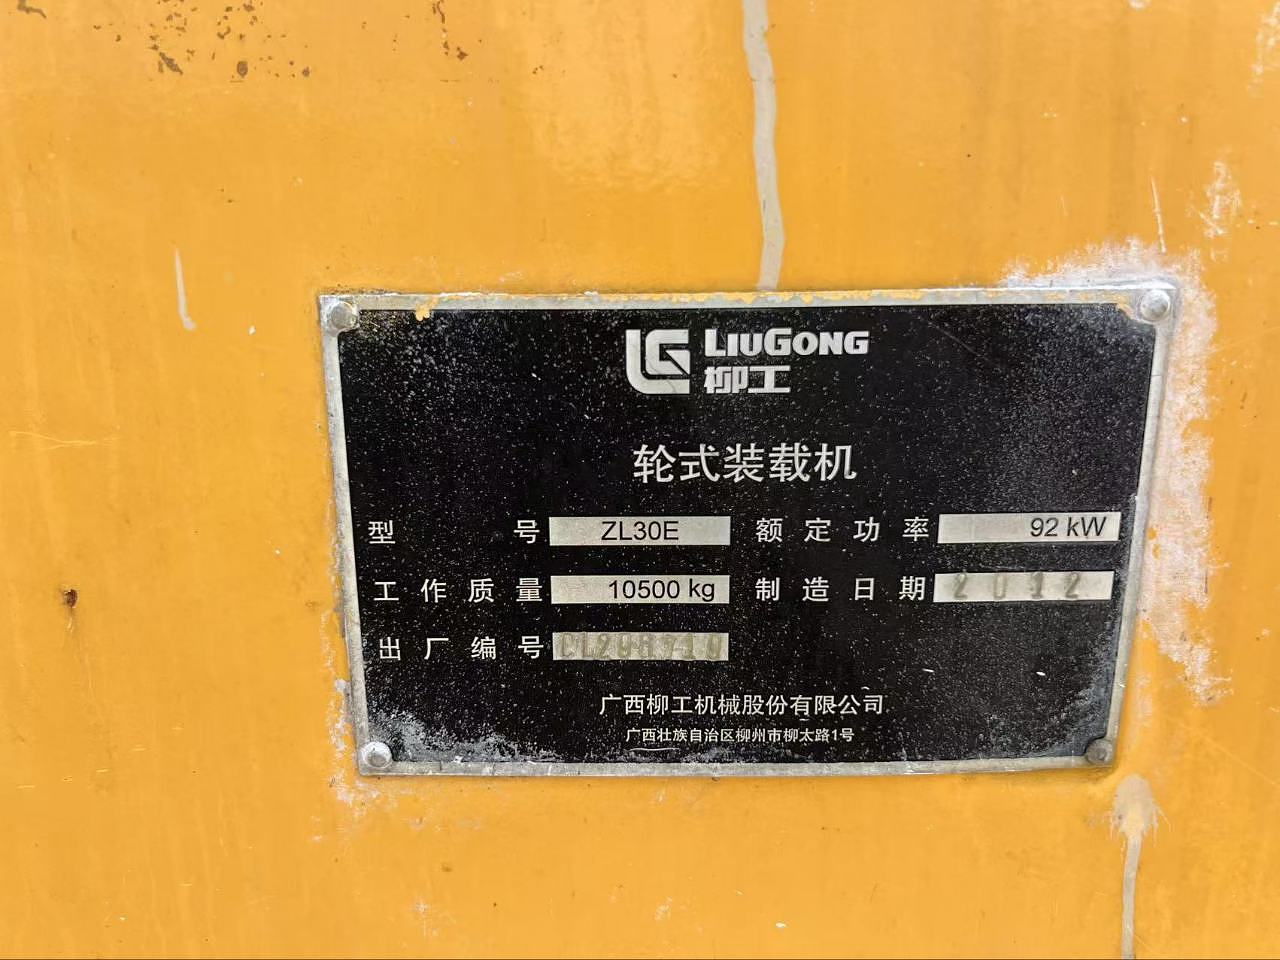 LG LIUGONG
柳工
轮式装载机
型号 ZL30E 额定功率 92 kW
工作质量 10500 kg 制造日期 2012
出厂编号
广西柳工机械股份有限公司
广西壮族自治区柳州市柳太路1号